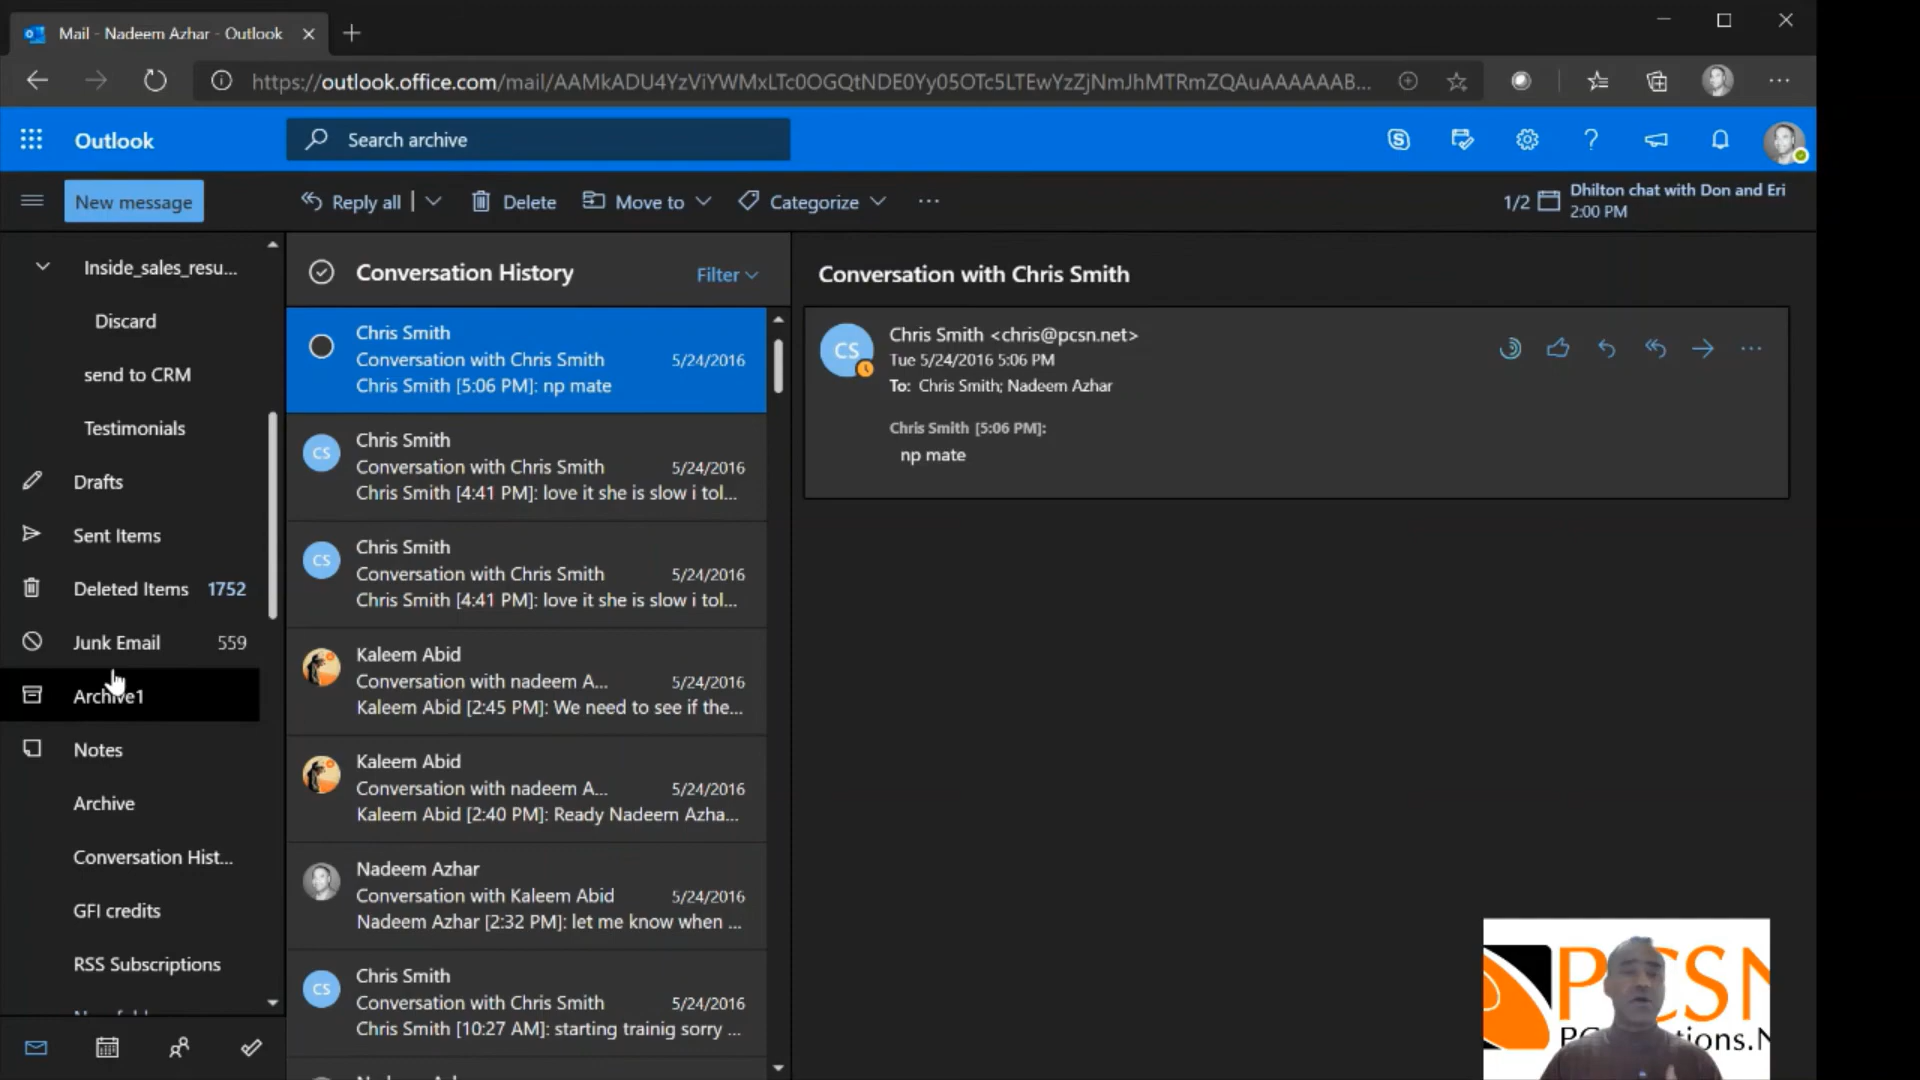 Mail - Nadeem Azhar - Outlook
https://outlook.office.com/mail/AAMkADU4YzViYWMxLTc0OGQtNDE0Yy05OTc5LTEwYzZjNmJhMTRmZQAuAAAAAAB...
Outlook
Search archive
New message
Reply all
Delete
Move to
Categorize
1/2
Dhilton chat with Don and Eri
2:00 PM
Inside_sales_resu...
Discard
send to CRM
Testimonials
Drafts
Sent Items
Deleted Items 1752
Junk Email 559
Archive1
Notes
Archive
Conversation Hist...
GFI credits
RSS Subscriptions
Conversation History
Filter
Chris Smith
Conversation with Chris Smith 5/24/2016
Chris Smith [5:06 PM]: np mate
CS
Chris Smith
Conversation with Chris Smith 5/24/2016
Chris Smith [4:41 PM]: love it she is slow i tol...
CS
Chris Smith
Conversation with Chris Smith 5/24/2016
Chris Smith [4:41 PM]: love it she is slow i tol...
Kaleem Abid
Conversation with nadeem A... 5/24/2016
Kaleem Abid [2:45 PM]: We need to see if the...
Kaleem Abid
Conversation with nadeem A... 5/24/2016
Kaleem Abid [2:40 PM]: Ready Nadeem Azha...
Nadeem Azhar
Conversation with Kaleem Abid 5/24/2016
Nadeem Azhar [2:32 PM]: let me know when ...
CS
Chris Smith
Conversation with Chris Smith 5/24/2016
Chris Smith [10:27 AM]: starting trainig sorry ...
Conversation with Chris Smith
CS
Chris Smith <chris@pcsn.net>
Tue 5/24/2016 5:06 PM
To: Chris Smith; Nadeem Azhar
Chris Smith [5:06 PM]:
np mate
PCSN